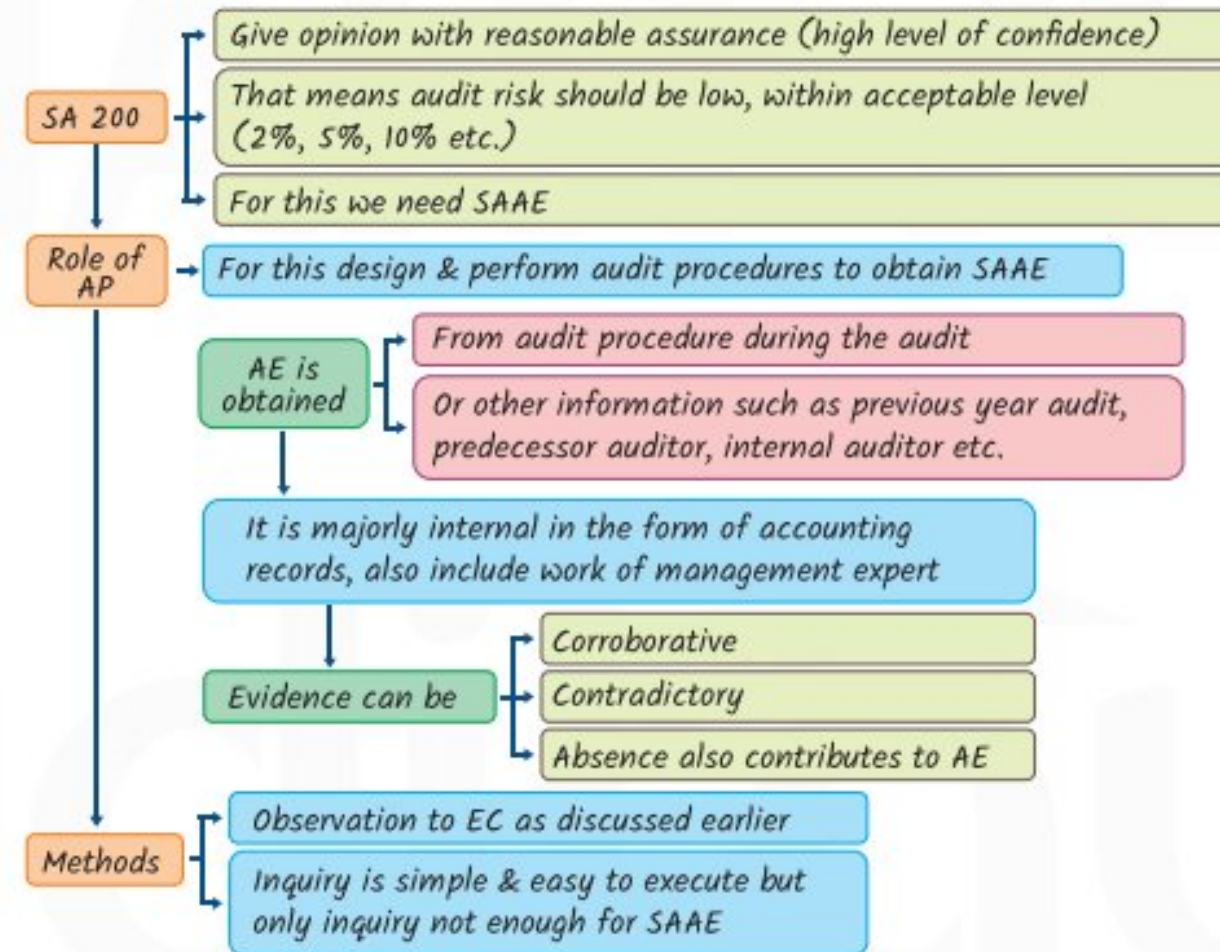 SA 200
Give opinion with reasonable assurance (high level of confidence)
That means audit risk should be low, within acceptable level
(2%, 5%, 10% etc.)
For this we need SAAE
Role of
AP
For this design & perform audit procedures to obtain SAAE
AE is
obtained
From audit procedure during the audit
Or other information such as previous year audit,
predecessor auditor, internal auditor etc.
It is majorly internal in the form of accounting
records, also include work of management expert
Evidence can be
Corroborative
Contradictory
Absence also contributes to AE
Methods
Observation to EC as discussed earlier
Inquiry is simple & easy to execute but
only inquiry not enough for SAAE